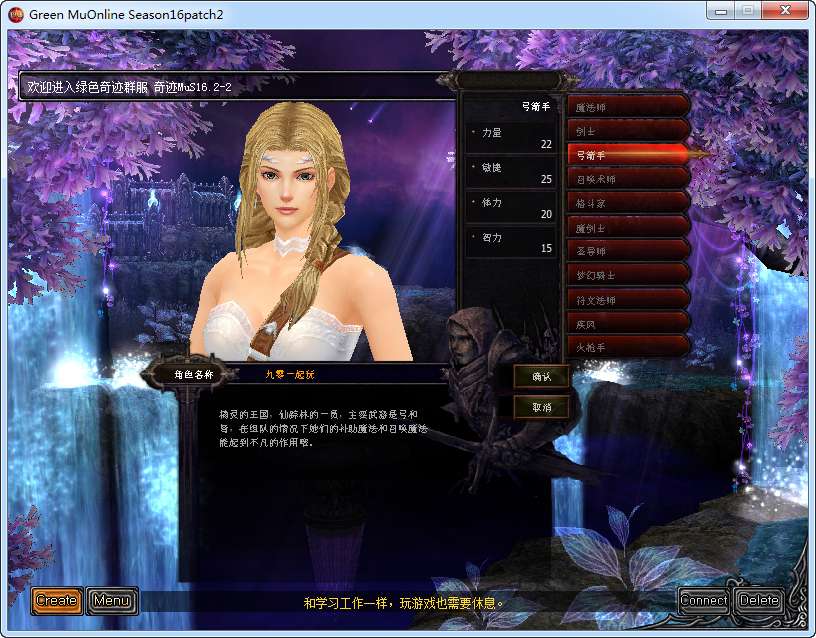 Green MuOnline Season16patch2
欢迎进入绿色奇迹群服 奇迹MuS16.2-2
弓箭手
力量
22
敏捷
25
体力
20
智力
15
魔法师
剑士
弓箭手
召唤术师
格斗家
魔剑士
圣导师
梦幻骑士
符文法师
疾风
火枪手
角色名称
九零一起玩
确认
取消
精灵的王国，仙踪林的一员，主要武器是弓和
弩，在组队的情况下她们的补助魔法和召唤魔法
能起到不凡的作用哦。
Create
Menu
和学习工作一样，玩游戏也需要休息。
Connect
Delete